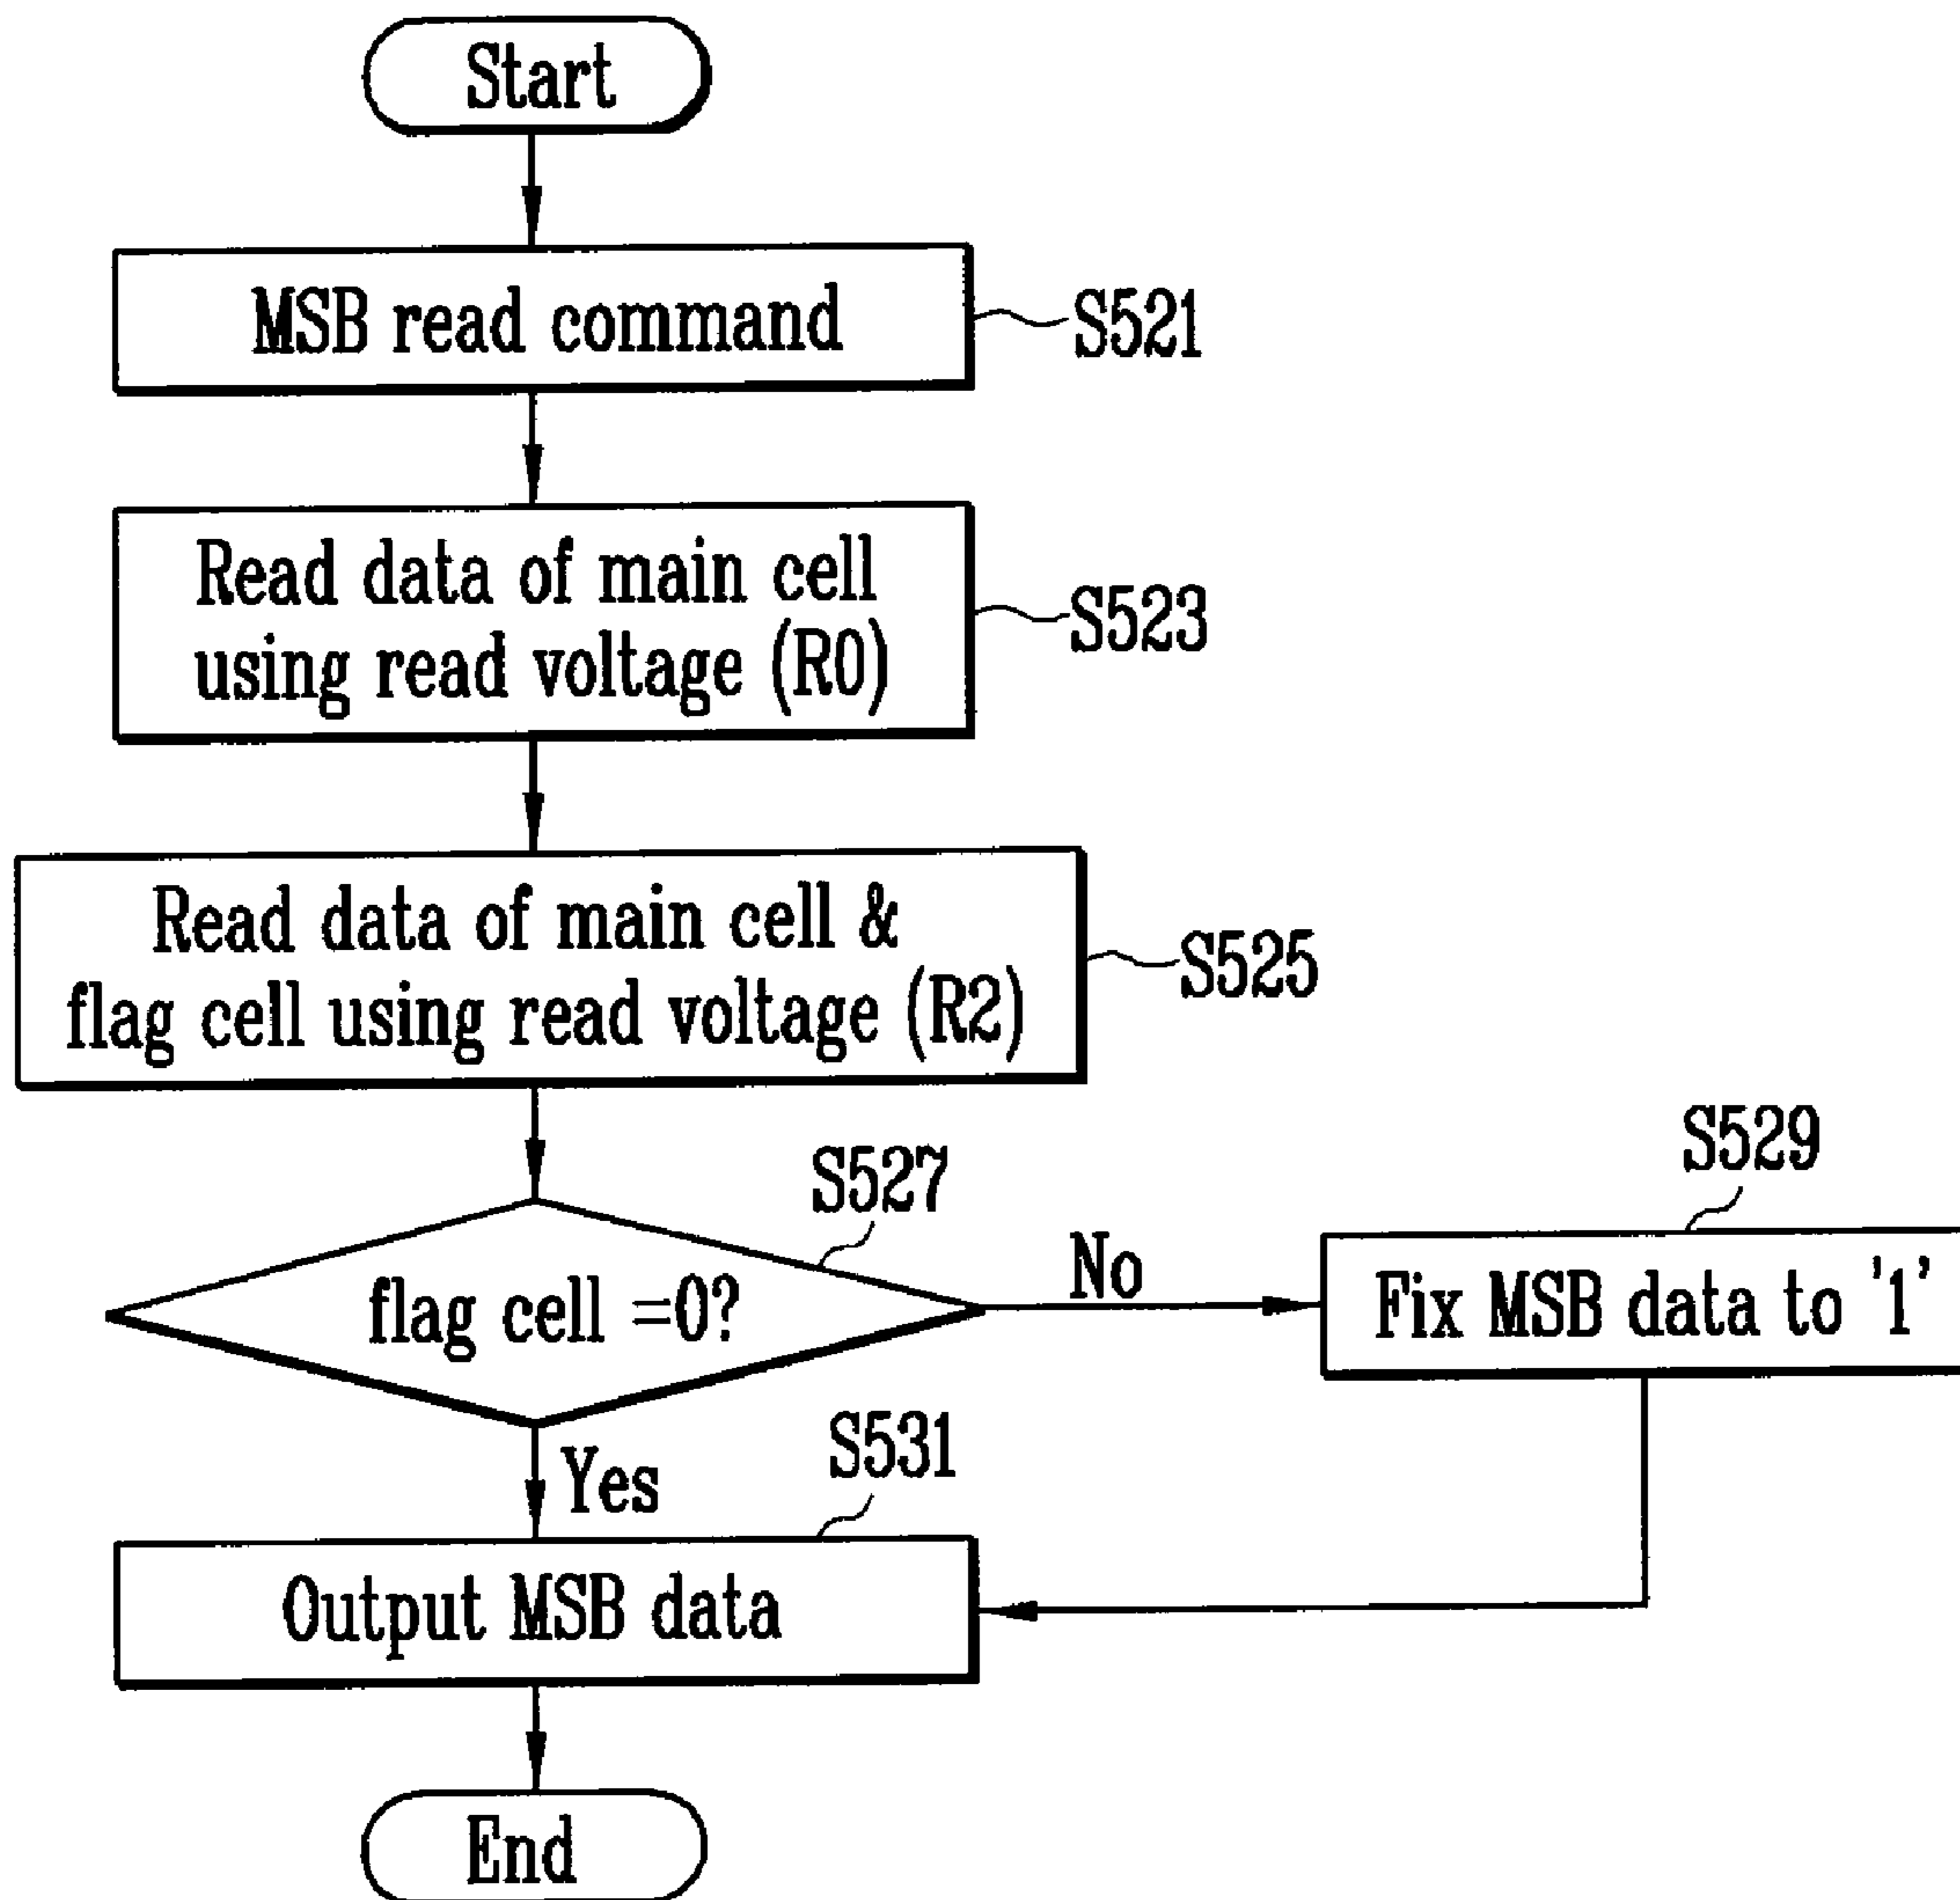 Start
MSB read command
S521
Read data of main cell
using read voltage (R0)
S523
Read data of main cell &
flag cell using read voltage (R2)
S525
S527
flag cell =0?
No
S529
Fix MSB data to '1'
Yes
S531
Output MSB data
End